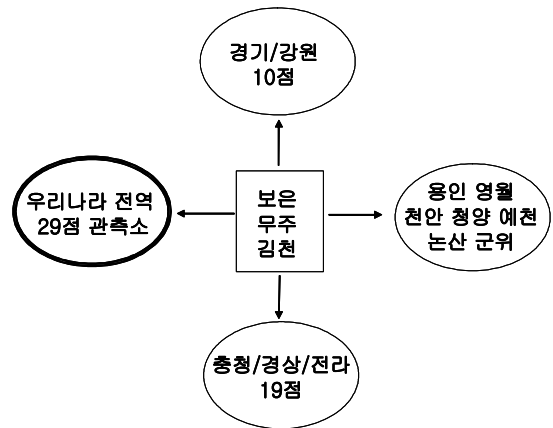 경기/강원
10점
우리나라 전역
29점 관측소
보은
무주
김천
용인 영월
천안 청양 예천
논산 군위
충청/경상/전라
19점